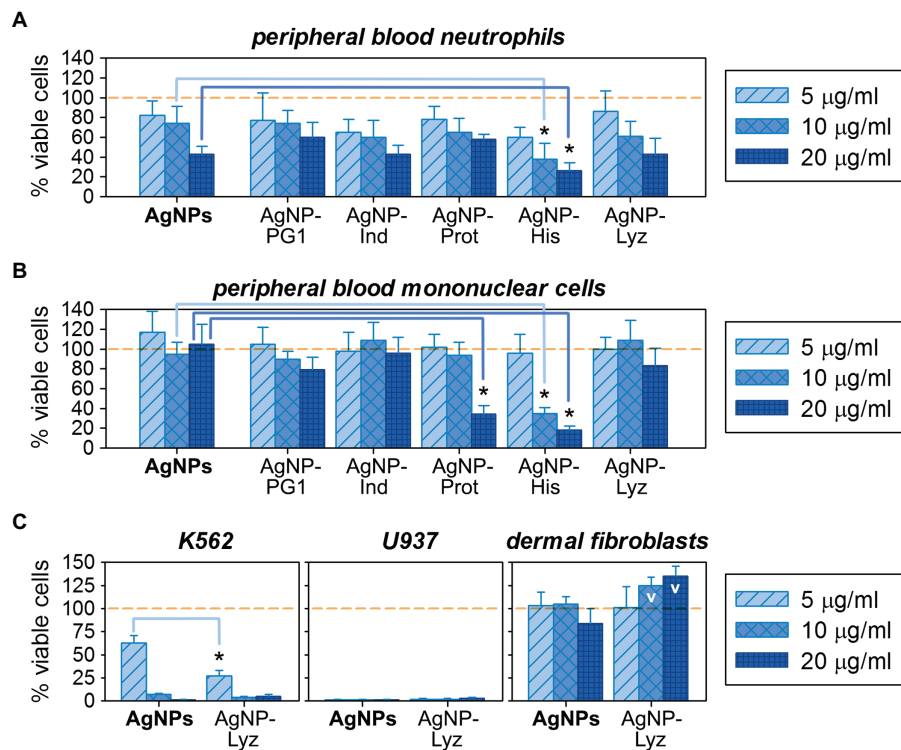 A
peripheral blood neutrophils
% viable cells
140
120
100
80
60
40
20
0
* *
AgNPs
AgNP-
PG1
AgNP-
Ind
AgNP-
Prot
AgNP-
His
AgNP-
Lyz
5 μg/ml
10 μg/ml
20 μg/ml
B
peripheral blood mononuclear cells
% viable cells
140
120
100
80
60
40
20
0
* * *
AgNPs
AgNP-
PG1
AgNP-
Ind
AgNP-
Prot
AgNP-
His
AgNP-
Lyz
5 μg/ml
10 μg/ml
20 μg/ml
C
K562 U937 dermal fibroblasts
% viable cells
150
125
100
75
50
25
0
*
v v
AgNPs
AgNP-
Lyz
AgNPs
AgNP-
Lyz
AgNPs
AgNP-
Lyz
5 μg/ml
10 μg/ml
20 μg/ml